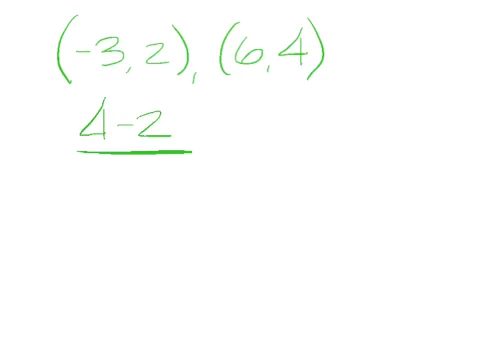 (-3, 2), (6, 4)
4-2